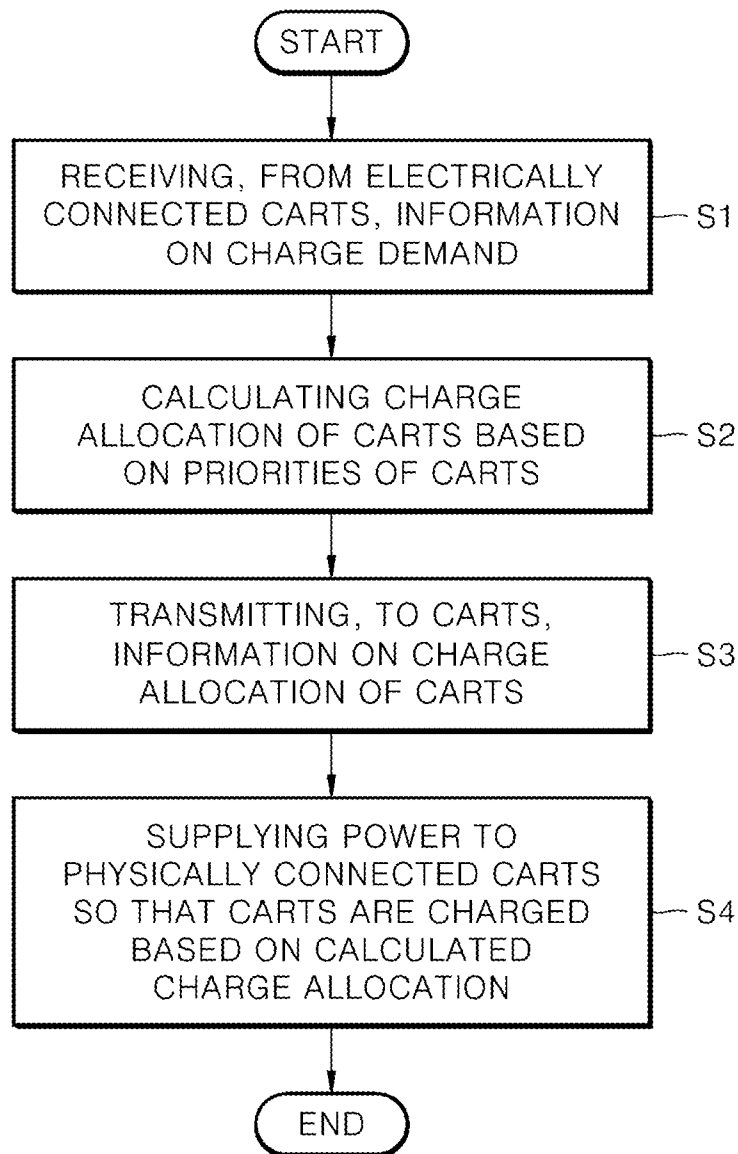 START
RECEIVING, FROM ELECTRICALLY
CONNECTED CARTS, INFORMATION
ON CHARGE DEMAND
S1
CALCULATING CHARGE
ALLOCATION OF CARTS BASED
ON PRIORITIES OF CARTS
S2
TRANSMITTING, TO CARTS,
INFORMATION ON CHARGE
ALLOCATION OF CARTS
S3
SUPPLYING POWER TO
PHYSICALLY CONNECTED CARTS
SO THAT CARTS ARE CHARGED
BASED ON CALCULATED
CHARGE ALLOCATION
S4
END